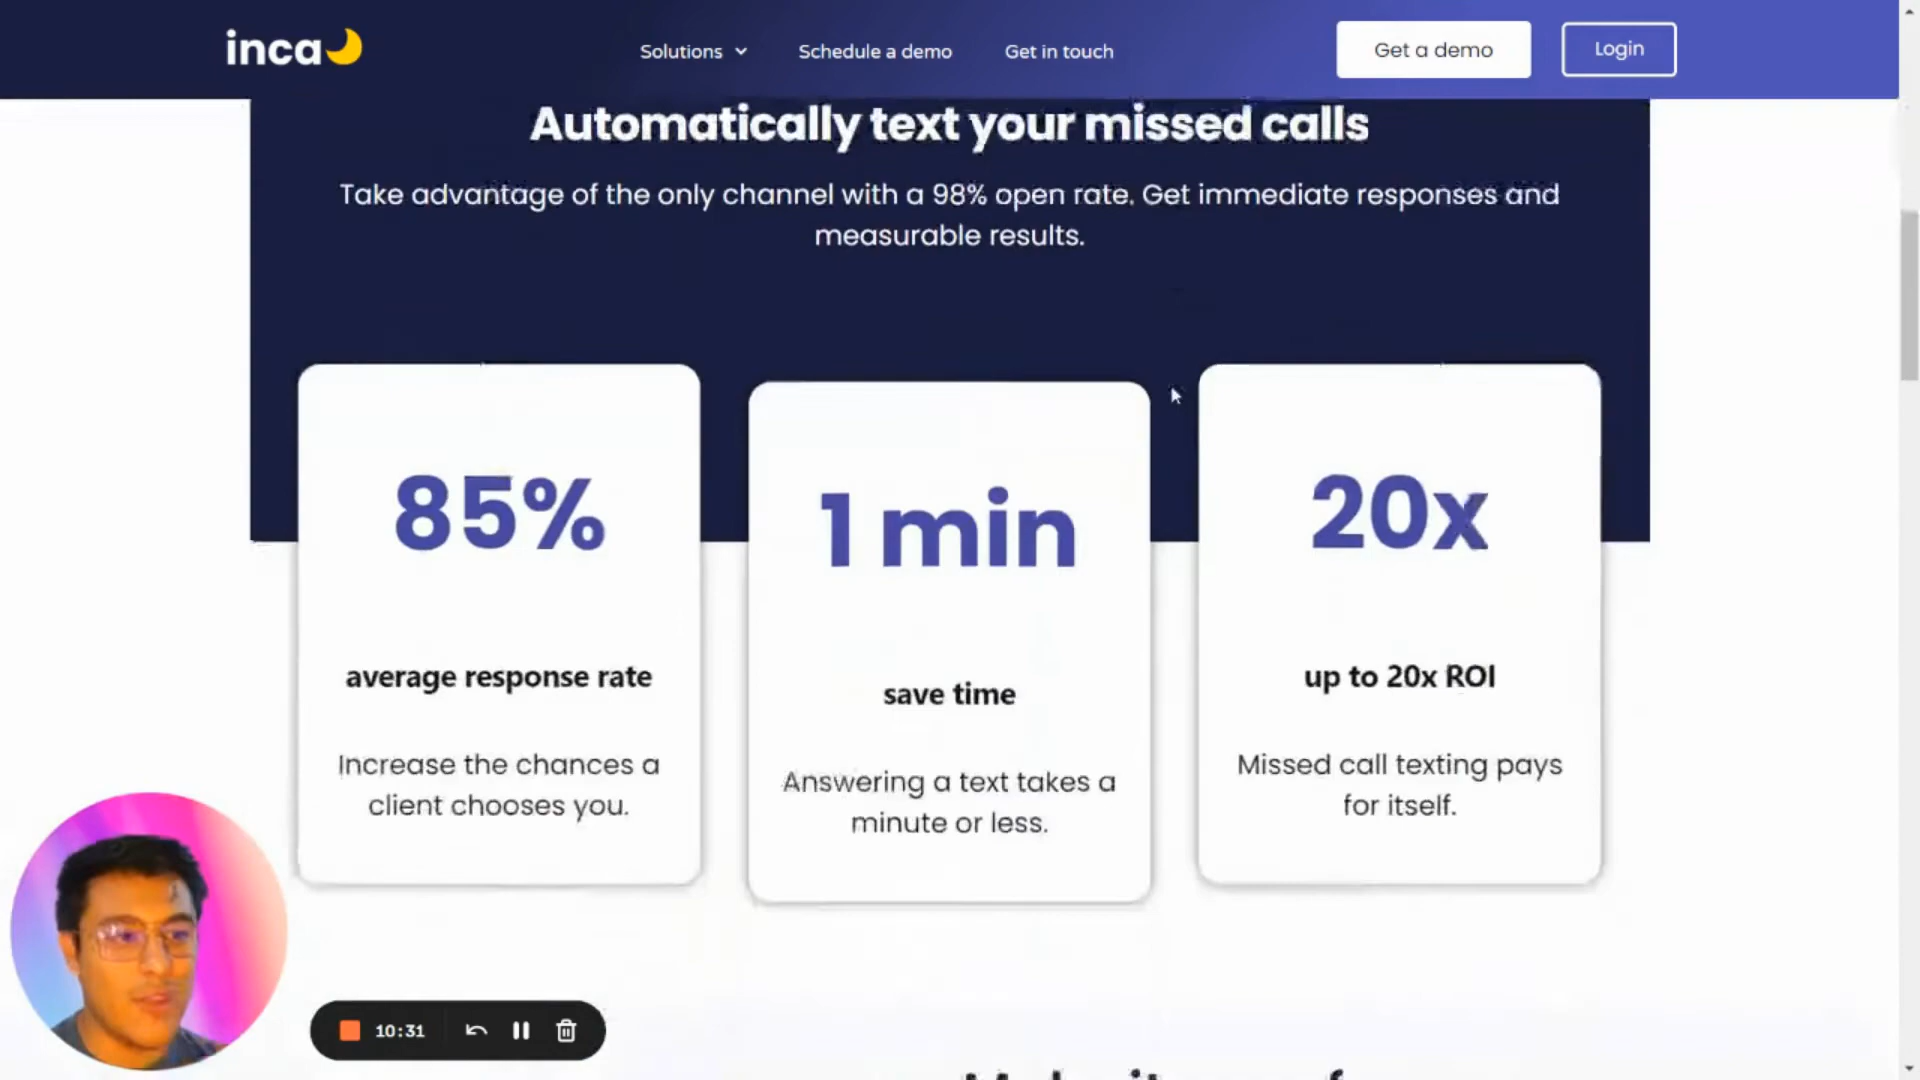 inca
Solutions
Schedule a demo
Get in touch
Get a demo
Login
Automatically text your missed calls
Take advantage of the only channel with a 98% open rate. Get immediate responses and
measurable results.
85%
average response rate
Increase the chances a
client chooses you.
1 min
save time
Answering a text takes a
minute or less.
20x
up to 20x ROI
Missed call texting pays
for itself.
10:31